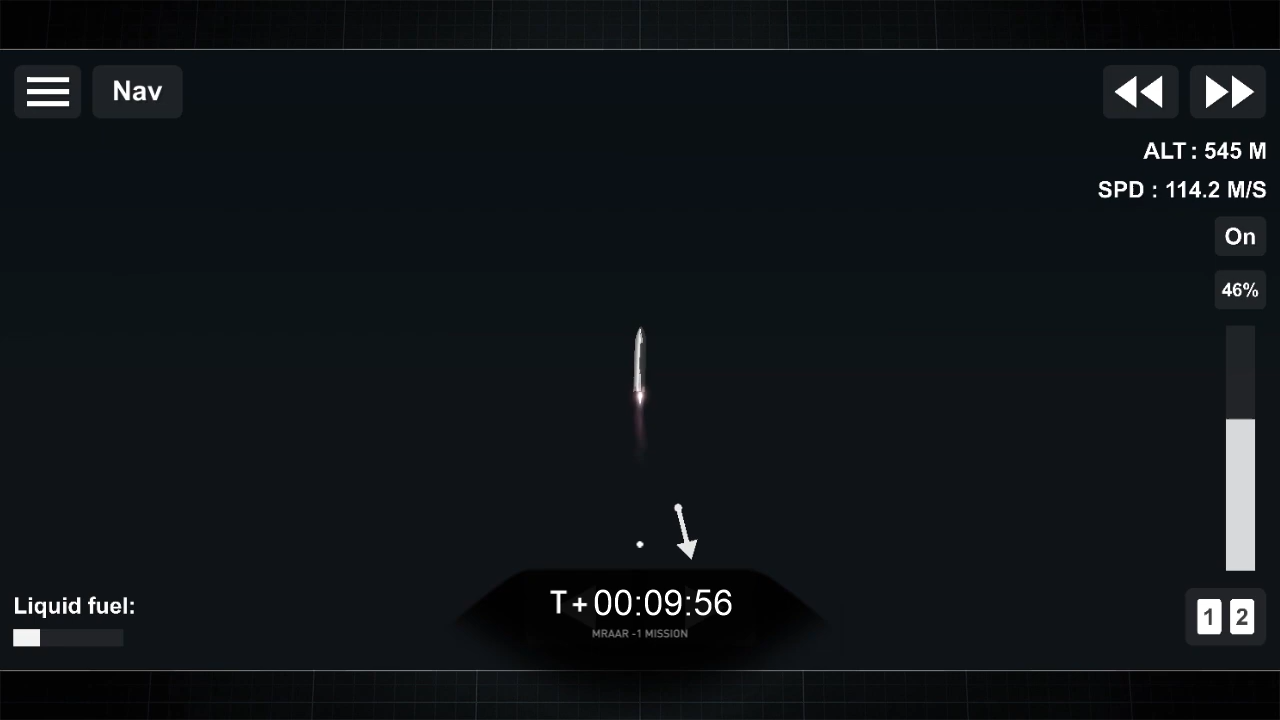 Nav
ALT : 545 M
SPD : 114.2 M/S
On
46%
Liquid fuel:
T+00:09:56
MRAAR -1 MISSION
1 2